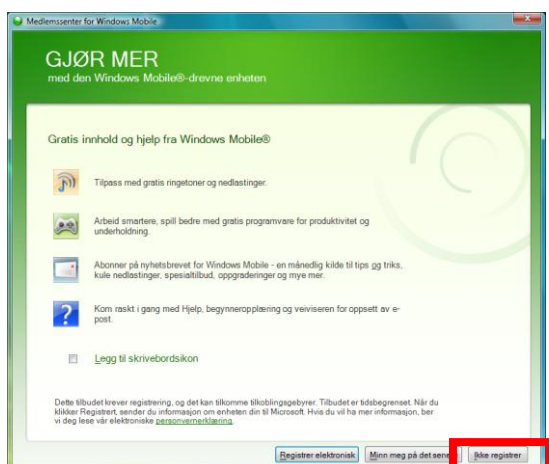 Medlemssenter for Windows Mobile
GJØR MER
med den Windows Mobile®-drevne enheten
Gratis innhold og hjelp fra Windows Mobile®
Tilpass med gratis ringetoner og nedlastinger.
Arbeid smartere, spill bedre med gratis programvare for produktivitet og
underholdning.
Abonner på nyhetsbrevet for Windows Mobile - en månedlig kilde til tips og triks,
kule nedlastinger, spesialtilbud, oppgraderinger og mye mer.
Kom raskt i gang med Hjelp, begynneropplæring og veiviseren for oppsett av e-
post.
Legg til skrivebordsikon
Dette tilbudet krever registrering, og det kan tilkomme tilkoblingsgebyrer. Tilbudet er tidsbegrenset. Når du
klikker Registrert, sender du informasjon om enheten din til Microsoft. Hvis du vil ha mer informasjon, ber
vi deg lese vår elektroniske personvernerklæring.
Registrer elektronisk Minn meg på det Ikke registrer